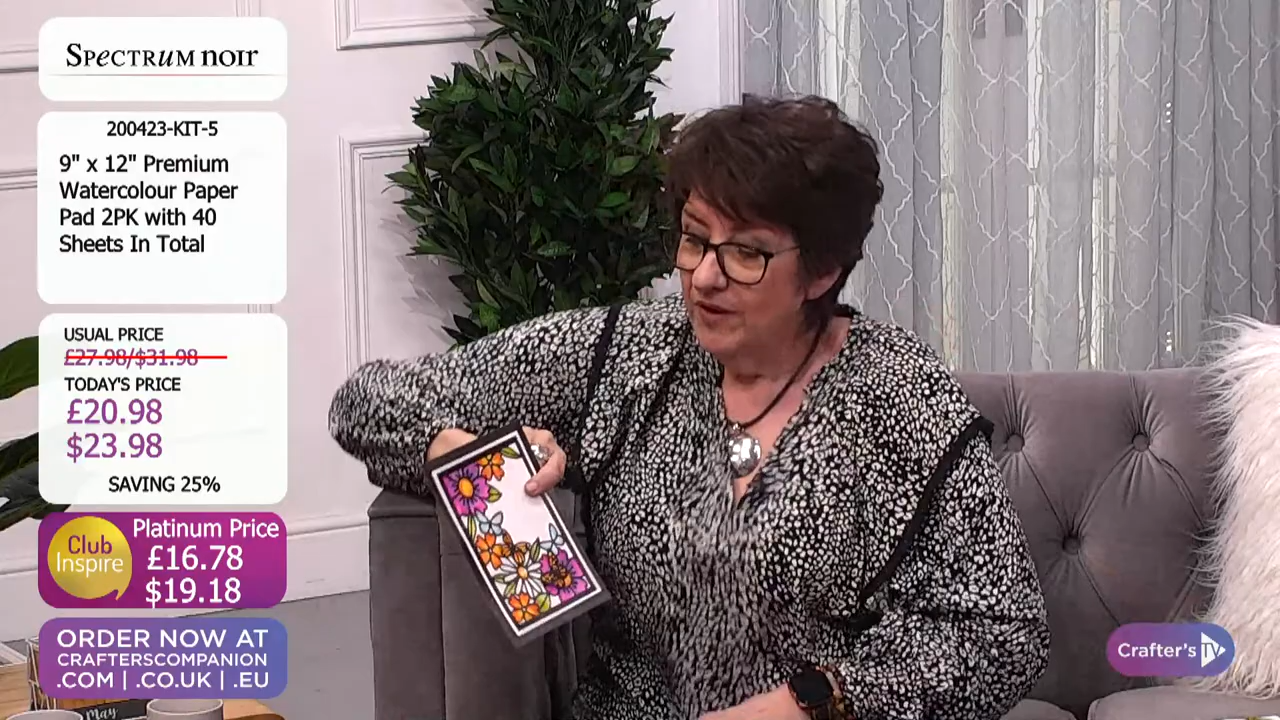 SPECTRUM NOIR
200423-KIT-5
9" x 12" Premium
Watercolour Paper
Pad 2PK with 40
Sheets In Total
USUAL PRICE
£27.98/$31.98
TODAY'S PRICE
£20.98
$23.98
SAVING 25%
Club
Inspire
Platinum Price
£16.78
$19.18
ORDER NOW AT
CRAFTERSCOMPANION
.COM | .CO.UK | .EU
May
Crafter's TV